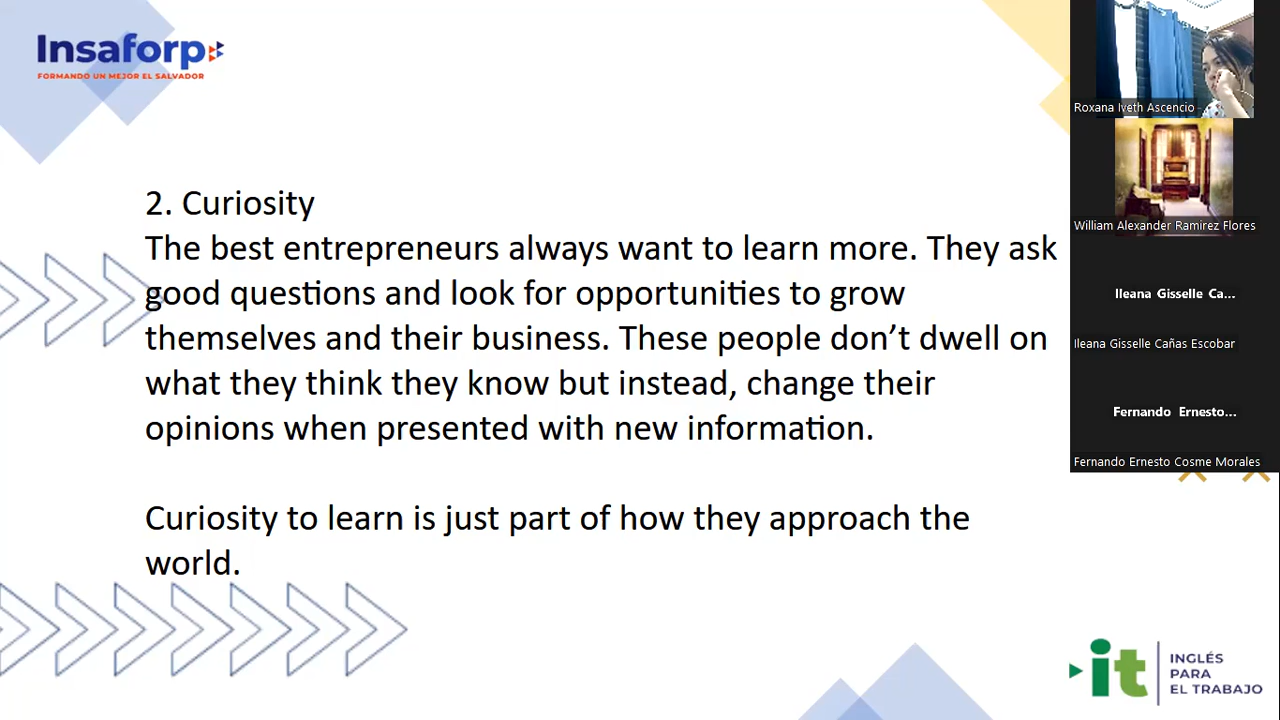 Insaforp
FORMANDO UN MEJOR EL SALVADOR
2. Curiosity
The best entrepreneurs always want to learn more. They ask
good questions and look for opportunities to grow
themselves and their business. These people don’t dwell on
what they think they know but instead, change their
opinions when presented with new information.
Curiosity to learn is just part of how they approach the
world.
Roxana Iveth Ascencio -
William Alexander Ramirez Flores
Ileana Gisselle Ca...
Ileana Gisselle Cañas Escobar
Fernando Ernesto...
Fernando Ernesto Cosme Morales
it
INGLÉS
PARA
EL TRABAJO